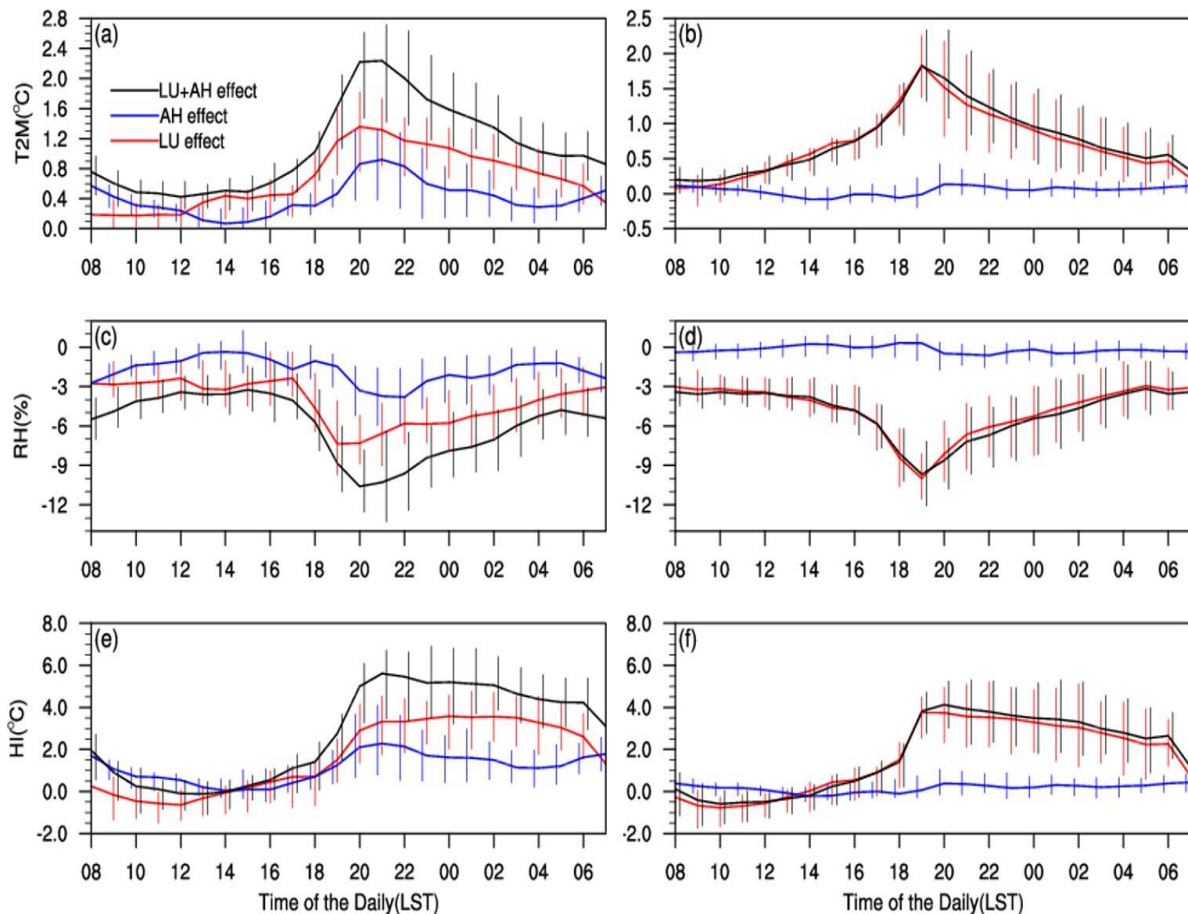 (a)
LU+AH effect
AH effect
LU effect
T2M(°C)
2.8
2.4
2.0
1.6
1.2
0.8
0.4
0.0
08 10 12 14 16 18 20 22 00 02 04 06
(b)
2.5
2.0
1.5
1.0
0.5
0.0
-0.5
08 10 12 14 16 18 20 22 00 02 04 06
(c)
RH(%)
0
-3
-6
-9
-12
08 10 12 14 16 18 20 22 00 02 04 06
(d)
0
-3
-6
-9
-12
08 10 12 14 16 18 20 22 00 02 04 06
(e)
HI(°C)
8.0
6.0
4.0
2.0
0.0
-2.0
08 10 12 14 16 18 20 22 00 02 04 06
Time of the Daily(LST)
(f)
8.0
6.0
4.0
2.0
0.0
-2.0
08 10 12 14 16 18 20 22 00 02 04 06
Time of the Daily(LST)